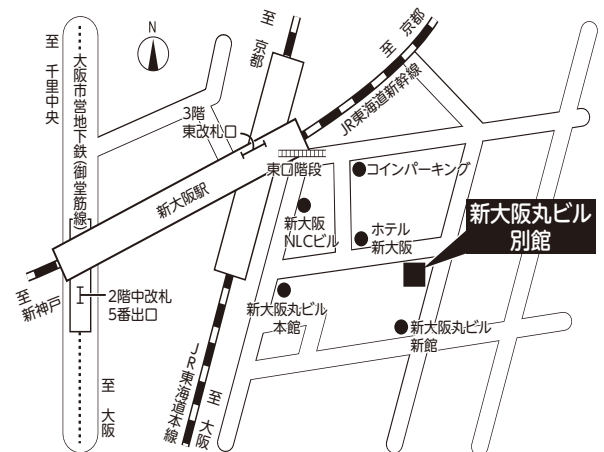 N
至 京都
至 京都
至 千里中央
大阪市営地下鉄(御堂筋線)
3階
東改札口
JR東海道新幹線
東口階段
コインパーキング
新大阪駅
新大阪
NLCビル
ホテル
新大阪
新大阪丸ビル
別館
至
新神戸
2階中改札
5番出口
新大阪丸ビル
本館
新大阪丸ビル
新館
JR東海道本線
至 大阪
至 大阪